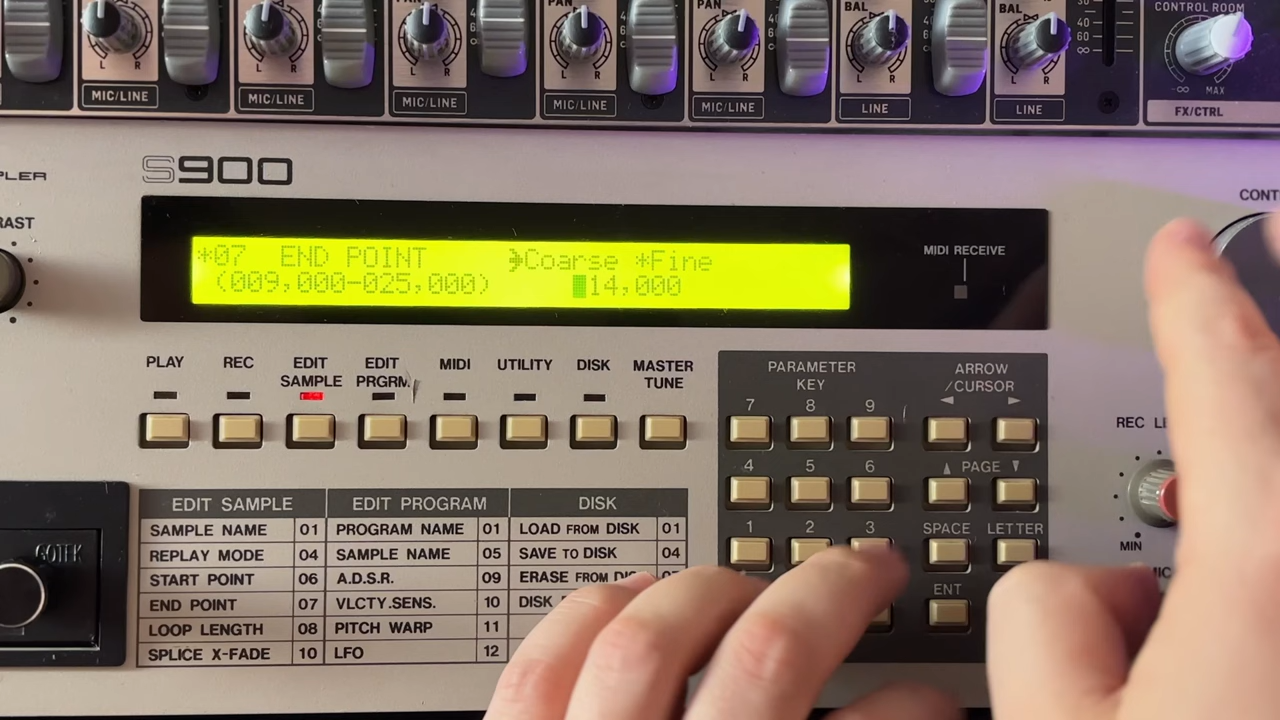 PAN PAN PAN BAL BAL CONTROL ROOM
L R L R L R L R L R L R L R -∞ MAX
MIC/LINE MIC/LINE MIC/LINE MIC/LINE MIC/LINE LINE LINE FX/CTRL
S900
*07 END POINT Coarse *Fine
(009,000-025,000) 14,000
MIDI RECEIVE
PLAY REC EDIT SAMPLE EDIT PRGRM. MIDI UTILITY DISK MASTER TUNE
PARAMETER KEY
ARROW /CURSOR
7 8 9
4 5 6 PAGE
1 2 3 SPACE LETTER
ENT
MIN
GOTEK
EDIT SAMPLE EDIT PROGRAM DISK
SAMPLE NAME 01 PROGRAM NAME 01 LOAD FROM DISK 01
REPLAY MODE 04 SAMPLE NAME 05 SAVE TO DISK 04
START POINT 06 A.D.S.R. 09 ERASE FROM
END POINT 07 VLCTY.SENS. 10 DISK
LOOP LENGTH 08 PITCH WARP 11
SPLICE X-FADE 10 LFO 12